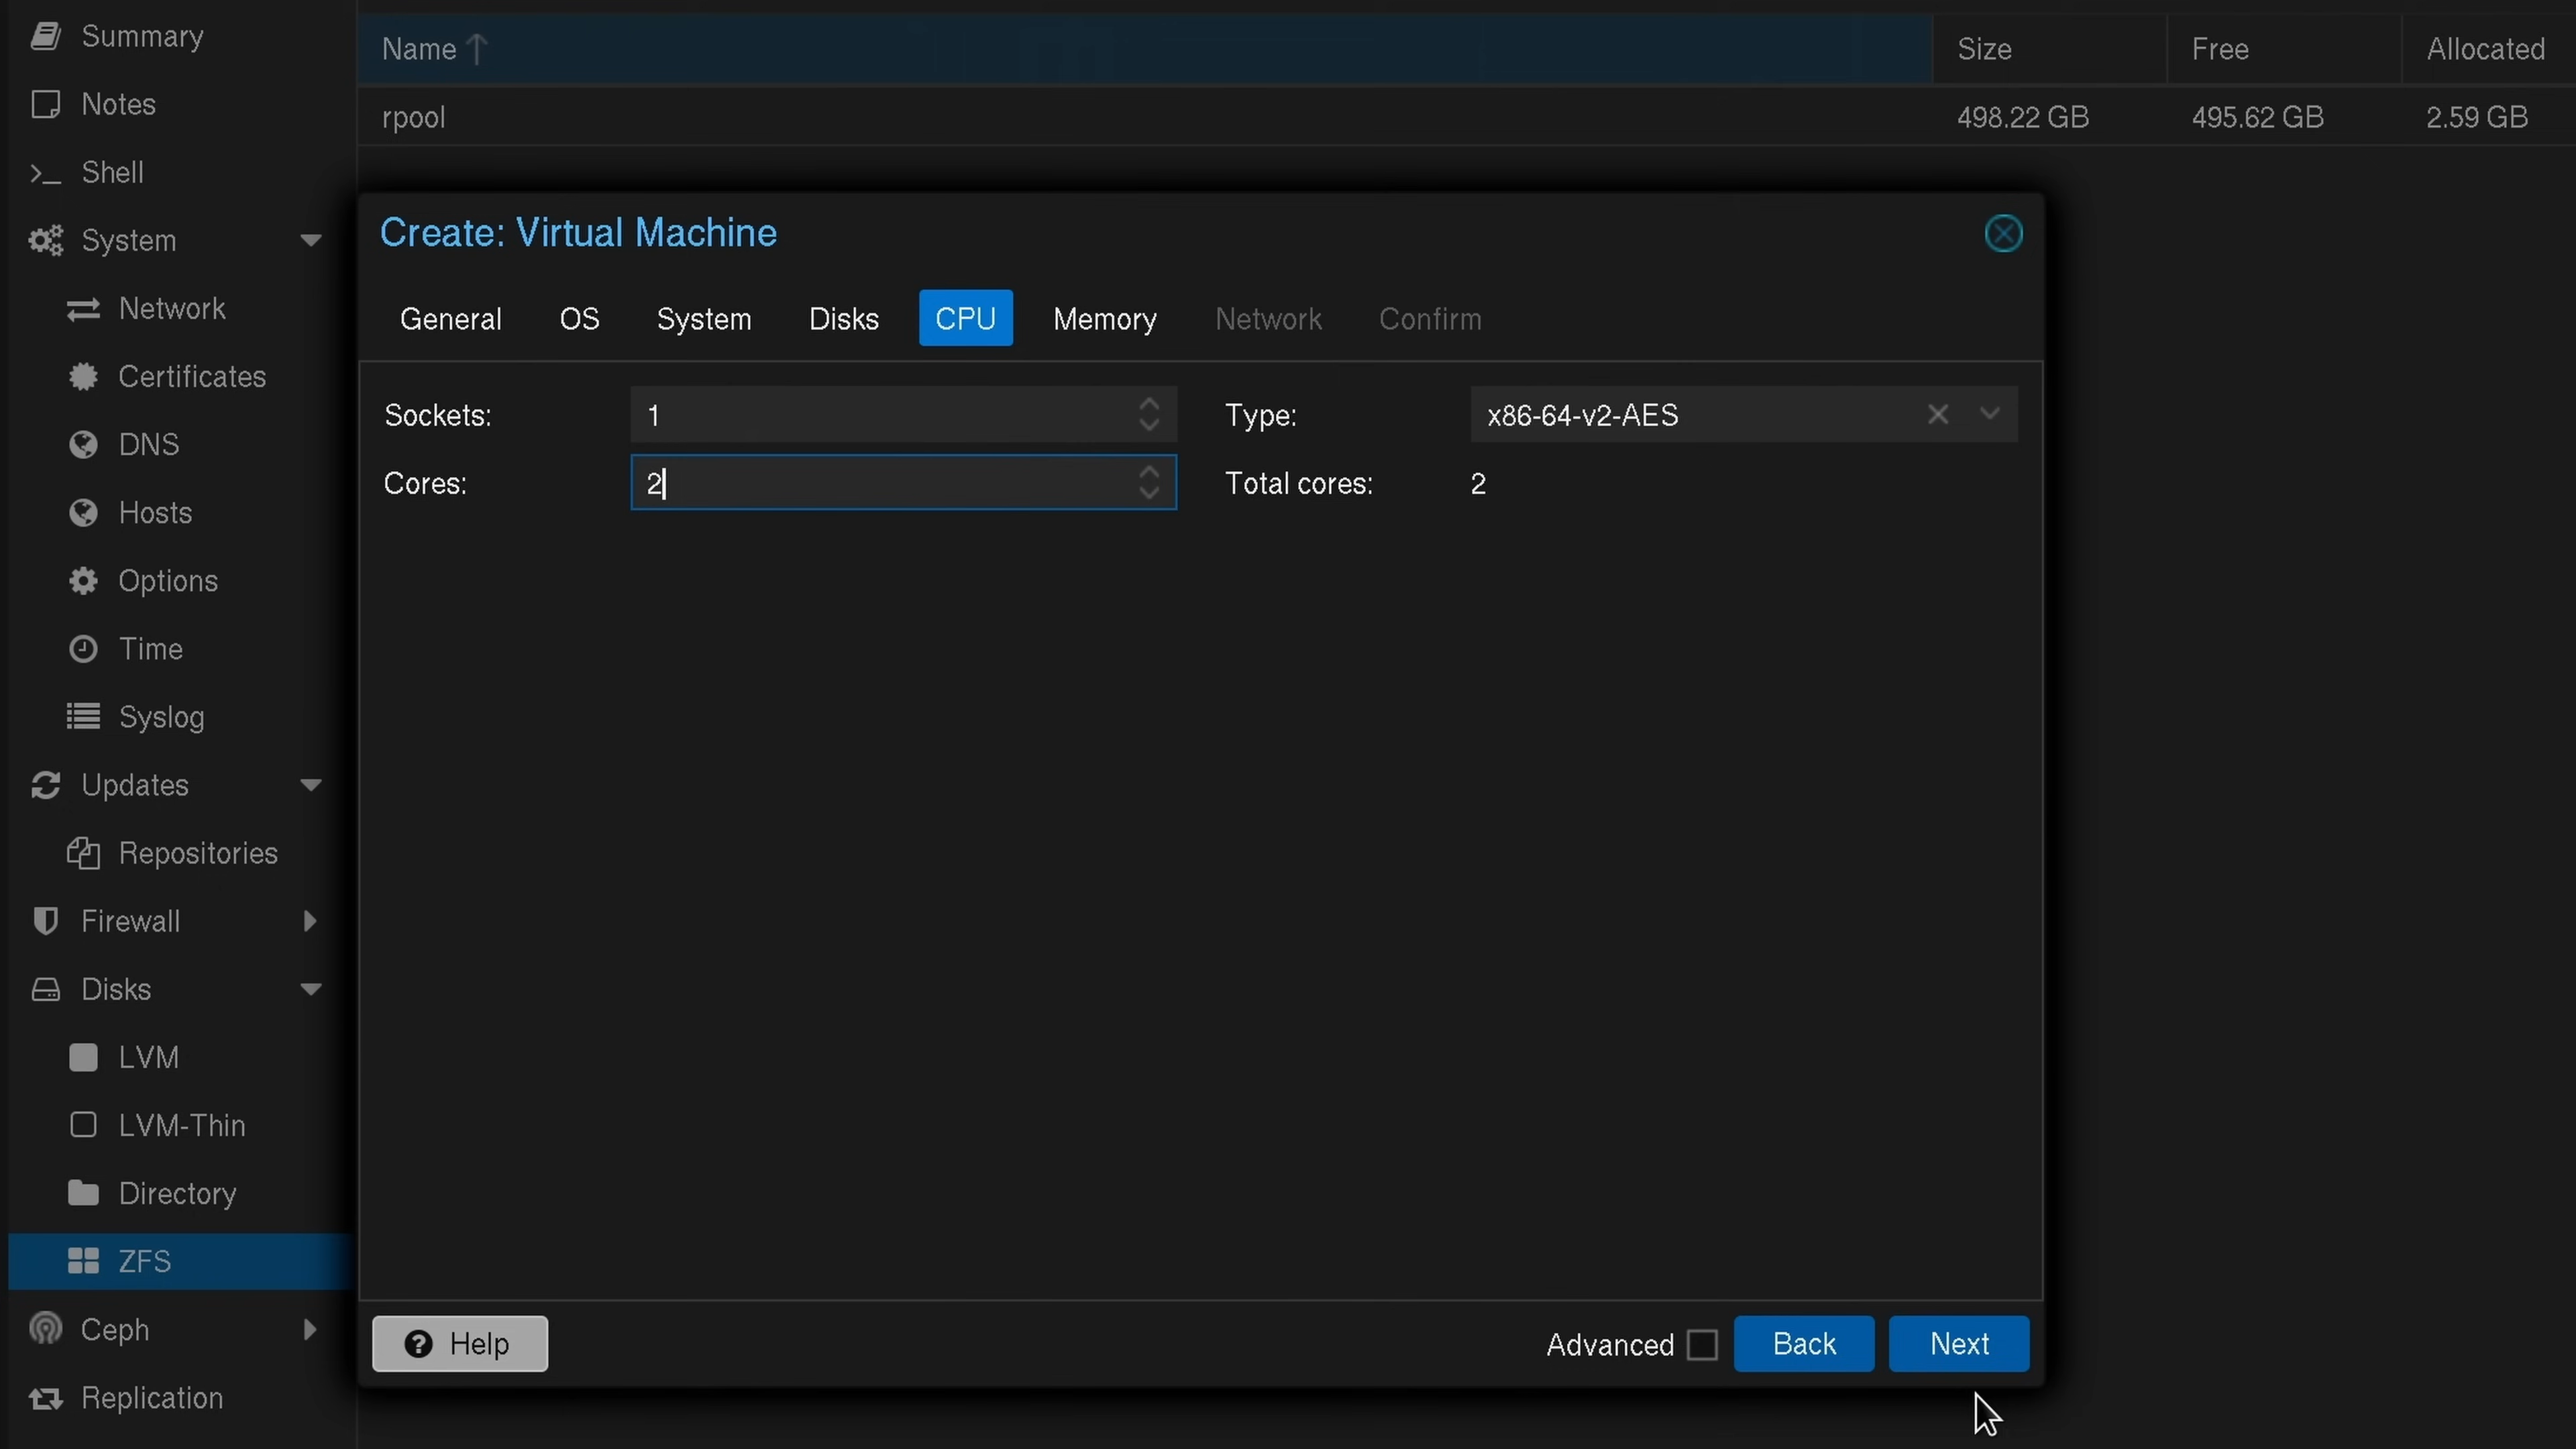 Summary
Notes
Shell
System
Network
Certificates
DNS
Hosts
Options
Time
Syslog
Updates
Repositories
Firewall
Disks
LVM
LVM-Thin
Directory
ZFS
Ceph
Replication
Name Size Free Allocated
rpool 498.22 GB 495.62 GB 2.59 GB
Create: Virtual Machine
General OS System Disks CPU Memory Network Confirm
Sockets: 1 Type: x86-64-v2-AES
Cores: 2 Total cores: 2
Help Advanced Back Next